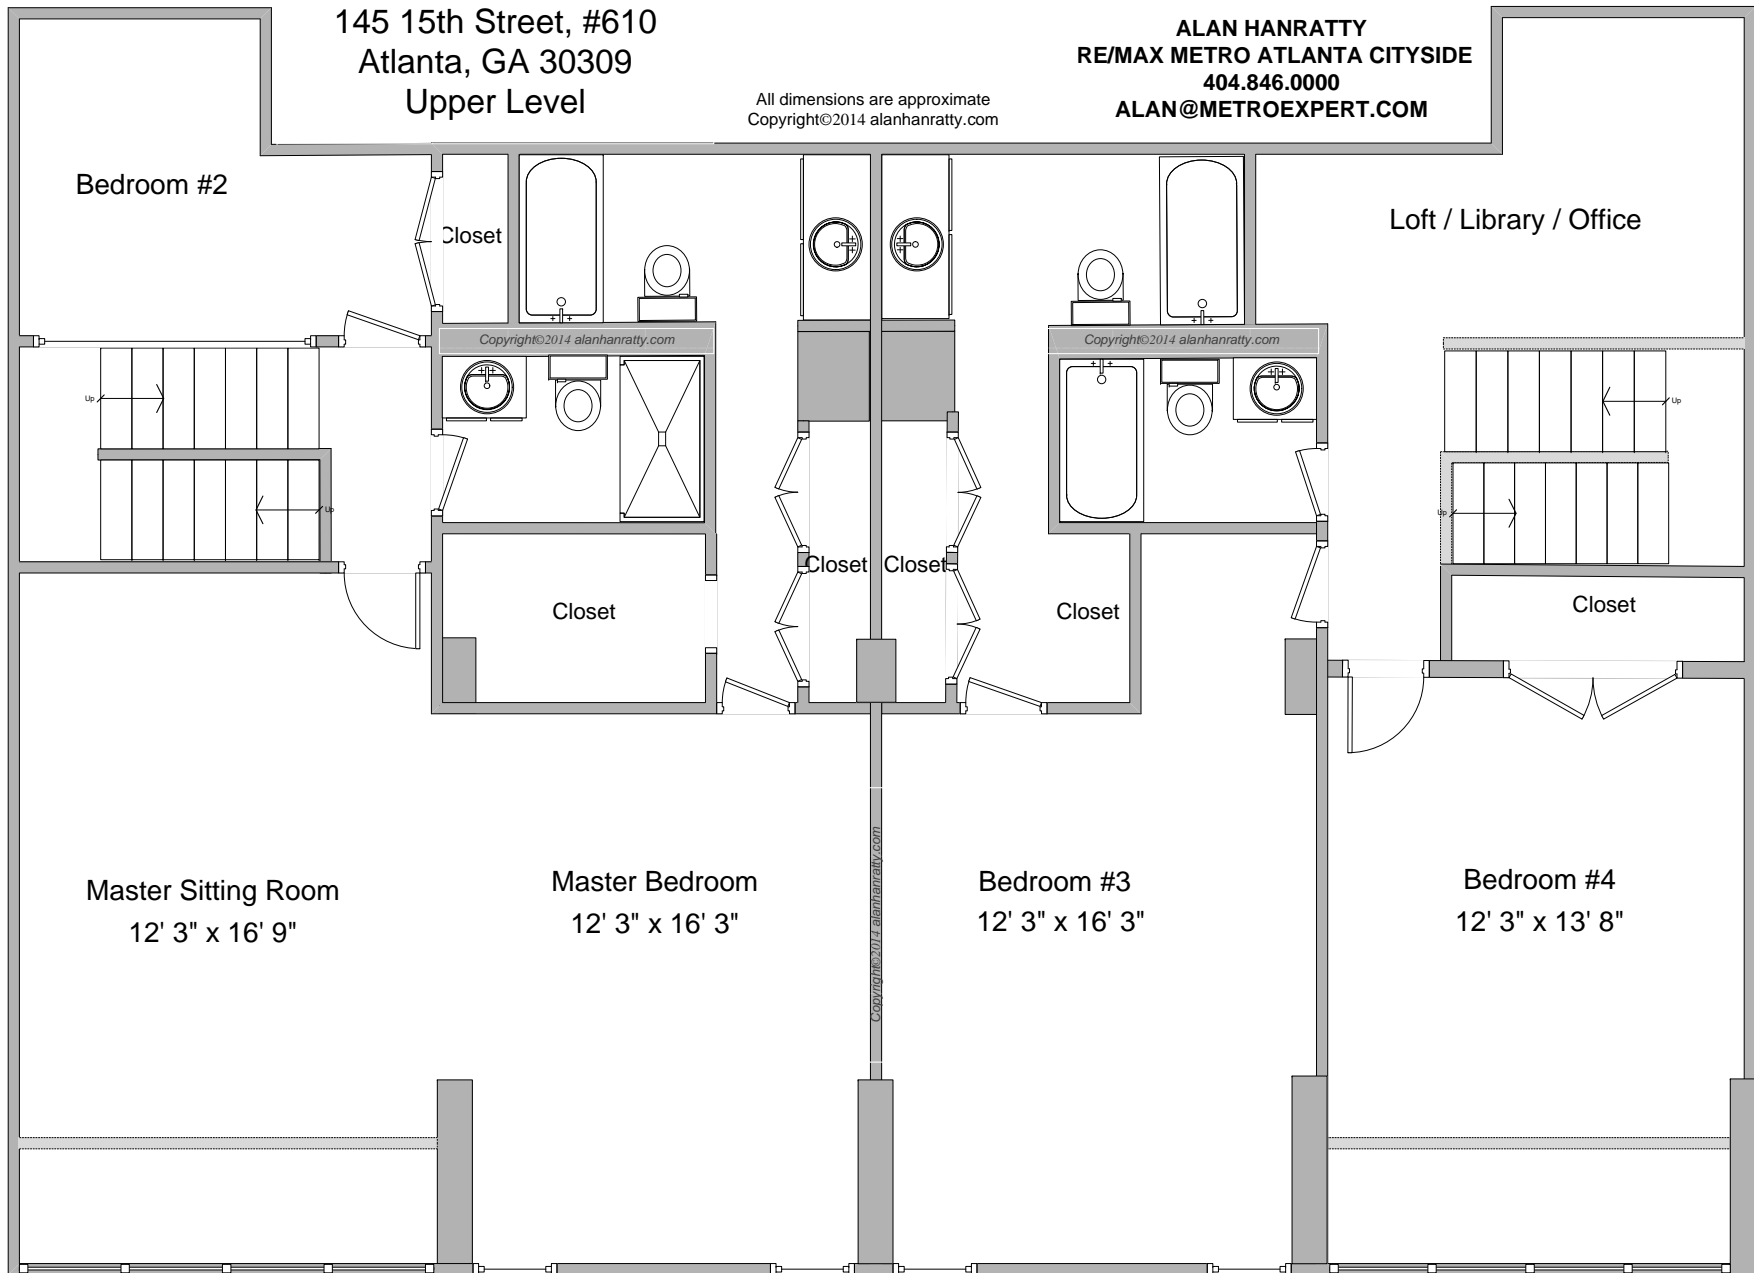 145 15th Street, #610
Atlanta, GA 30309
Upper Level
All dimensions are approximate
Copyright©2014 alanhanratty.com
ALAN HANRATTY
RE/MAX METRO ATLANTA CITYSIDE
404.846.0000
ALAN@METROEXPERT.COM
Bedroom #2
Closet
Loft / Library / Office
Copyright©2014 alanhanratty.com
Copyright©2014 alanhanratty.com
Up
Up
Up
Up
Closet
Closet
Closet
Closet
Closet
Master Sitting Room
12' 3" x 16' 9"
Master Bedroom
12' 3" x 16' 3"
Copyright©2014 alanhanratty.com
Bedroom #3
12' 3" x 16' 3"
Bedroom #4
12' 3" x 13' 8"